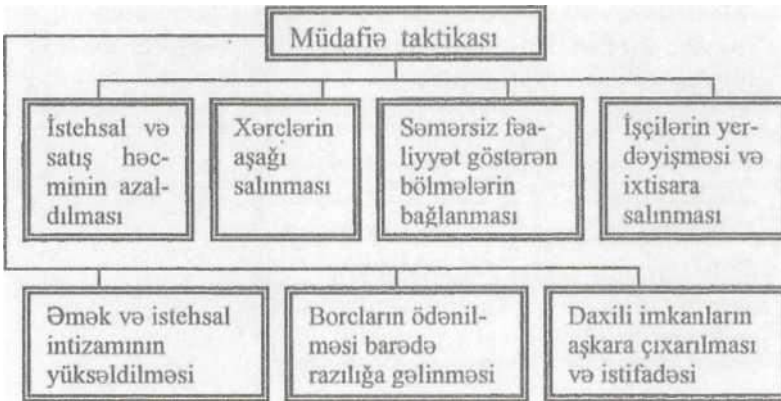 Müdafiə taktikası
İstehsal və
satış həc-
minin azal-
dılması
Xərclərin
aşağı
salınması
Səmərsiz fəa-
liyyət göstərən
bölmələrin
bağlanması
İşçilərin yer-
dəyişməsi və
ixtisara
salınması
Əmək və istehsal
intizamının
yüksəldilməsi
Borcların ödənil-
məsi barədə
razılığa gəlinməsi
Daxili imkanların
aşkara çıxarılması
və istifadəsi